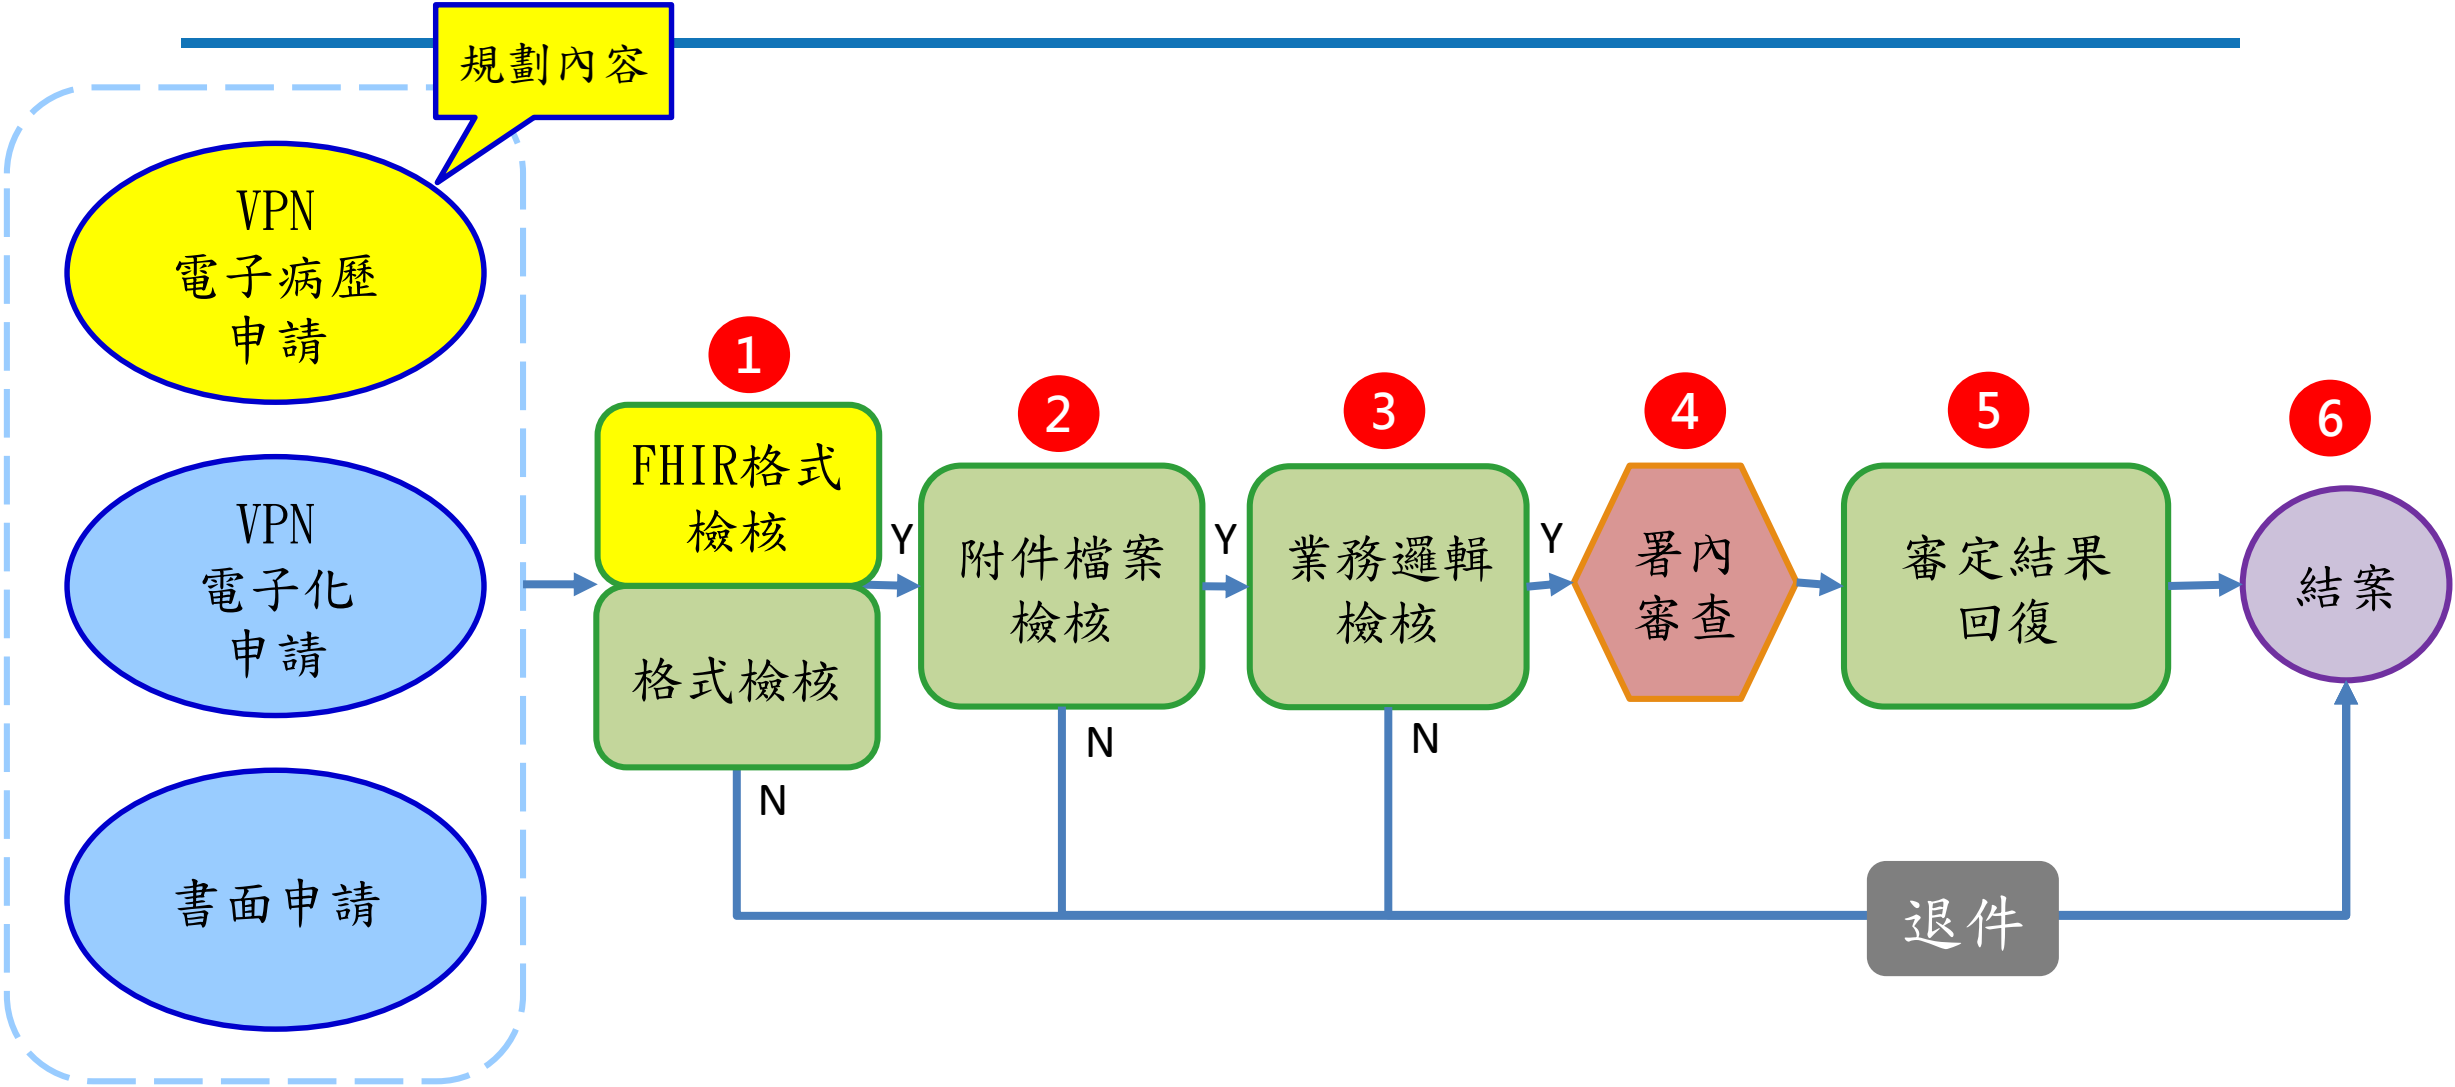 規劃內容
VPN
電子病歷
申請
VPN
電子化
申請
書面申請
1
FHIR格式
檢核
格式檢核
Y
N
2
附件檔案
檢核
Y
N
3
業務邏輯
檢核
Y
N
4
署內
審查
5
審定結果
回復
6
結案
退件